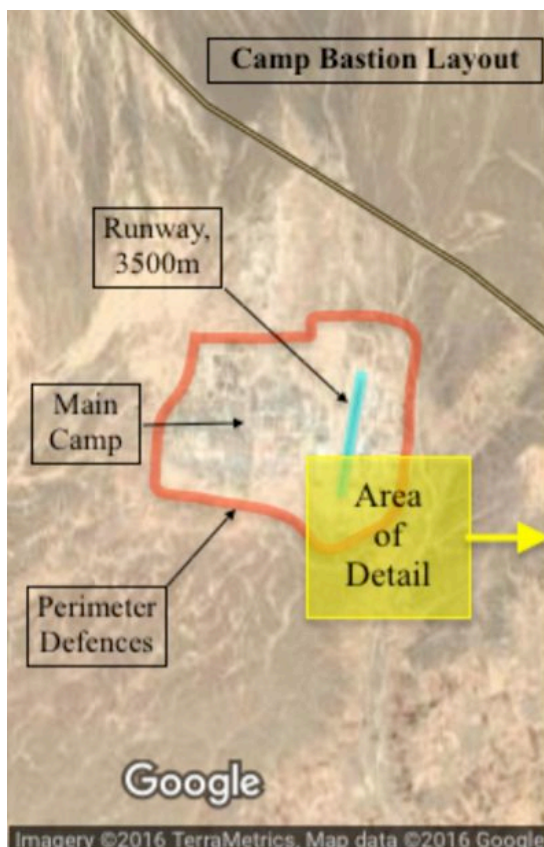 Camp Bastion Layout
Runway,
3500m
Main
Camp
Area
of
Detail
Perimeter
Defences
Google
Imagery ©2016 TerraMetrics, Map data ©2016 Google